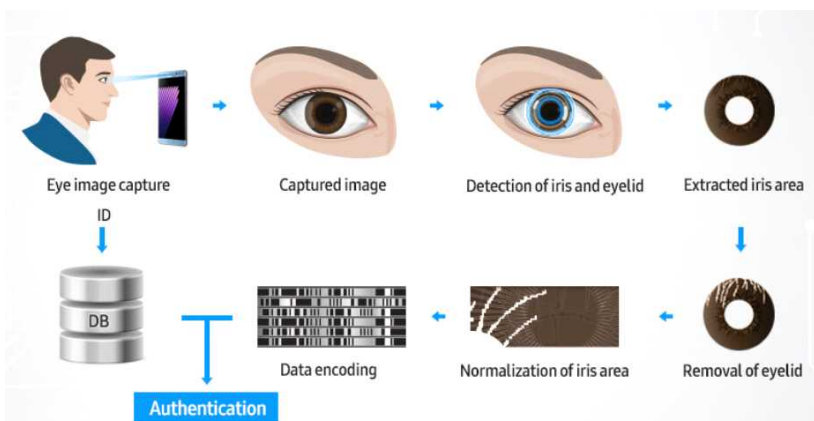 Eye image capture
Captured image
Detection of iris and eyelid
Extracted iris area
ID
DB
Data encoding
Normalization of iris area
Removal of eyelid
Authentication